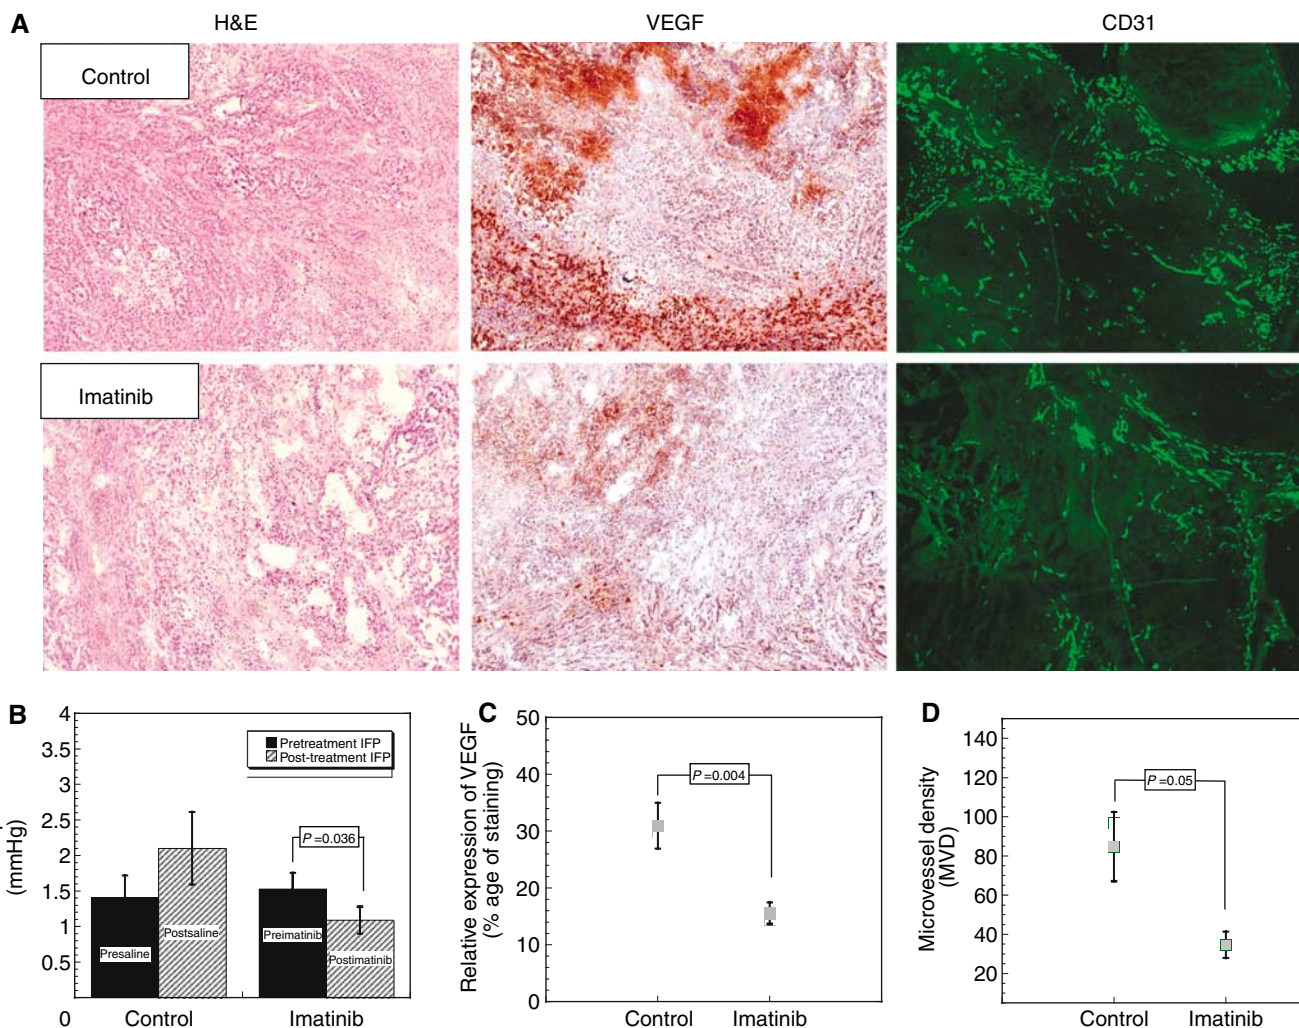 A
H&E
VEGF
CD31
Control
Imatinib
B
4
3.5
3
2.5
2
1.5
1
0.5
0
(mmHg)
Pretreatment IFP
Post-treatment IFP
P =0.036
Presaline
Postsaline
Preimatinib
Postimatinib
Control
Imatinib
C
50
40
30
20
10
0
Relative expression of VEGF
(% age of staining)
P =0.004
Control
Imatinib
D
140
120
100
80
60
40
20
Microvessel density
(MVD)
P =0.05
Control
Imatinib